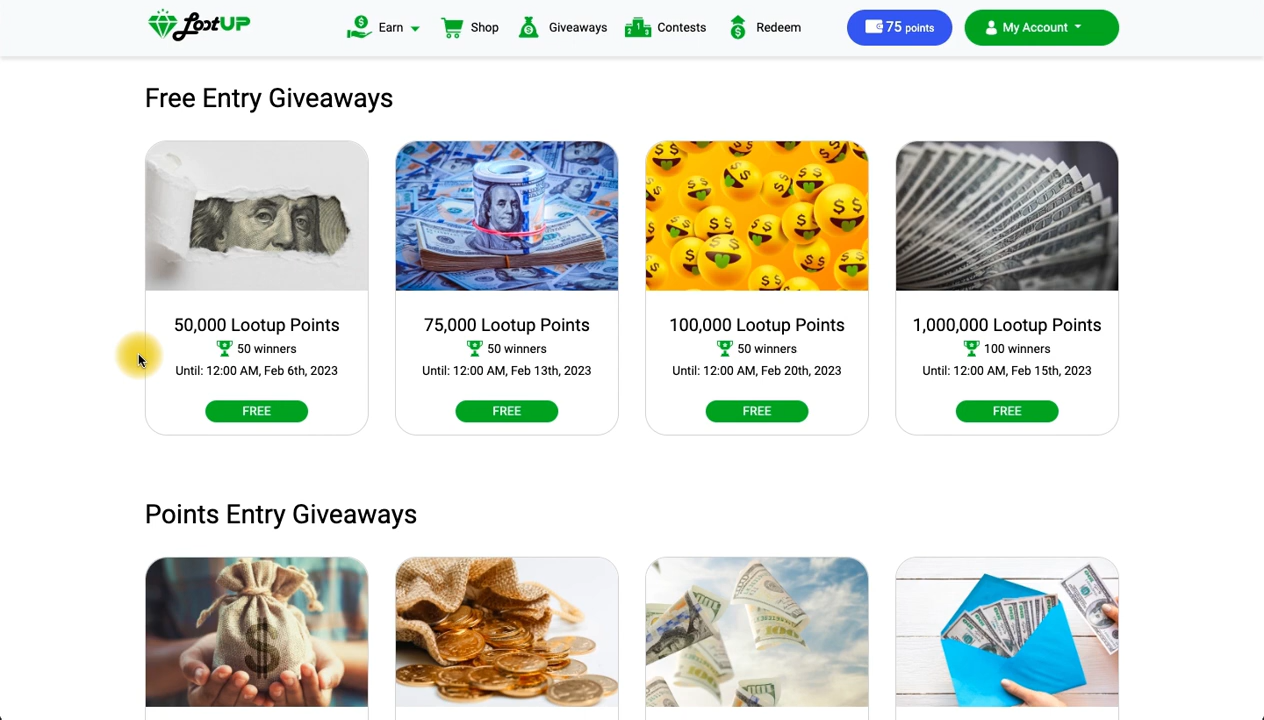 LootUP
Earn
Shop
Giveaways
Contests
Redeem
75 points
My Account
Free Entry Giveaways
50,000 Lootup Points
50 winners
Until: 12:00 AM, Feb 6th, 2023
FREE
75,000 Lootup Points
50 winners
Until: 12:00 AM, Feb 13th, 2023
FREE
100,000 Lootup Points
50 winners
Until: 12:00 AM, Feb 20th, 2023
FREE
1,000,000 Lootup Points
100 winners
Until: 12:00 AM, Feb 15th, 2023
FREE
Points Entry Giveaways